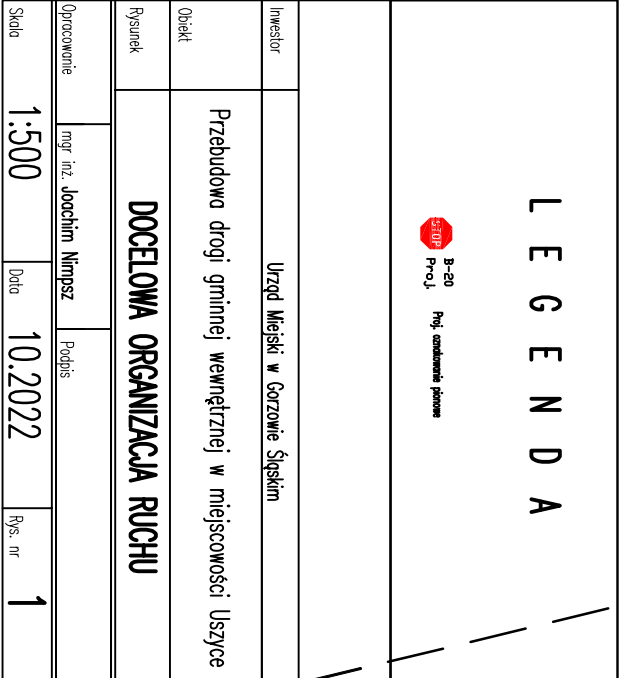 L E G E N D A
STOP
B-20
Proj.
Proj. oznakowanie pionowe
Inwestor
Urząd Miejski w Gorzowie Śląskim
Obiekt
Przebudowa drogi gminnej wewnętrznej w miejscowości Uszyce
Rysunek
DOCELOWA ORGANIZACJA RUCHU
Opracowanie
mgr inż. Joachim Nimpsz
Podpis
Skala
1:500
Data
10.2022
Rys. nr
1